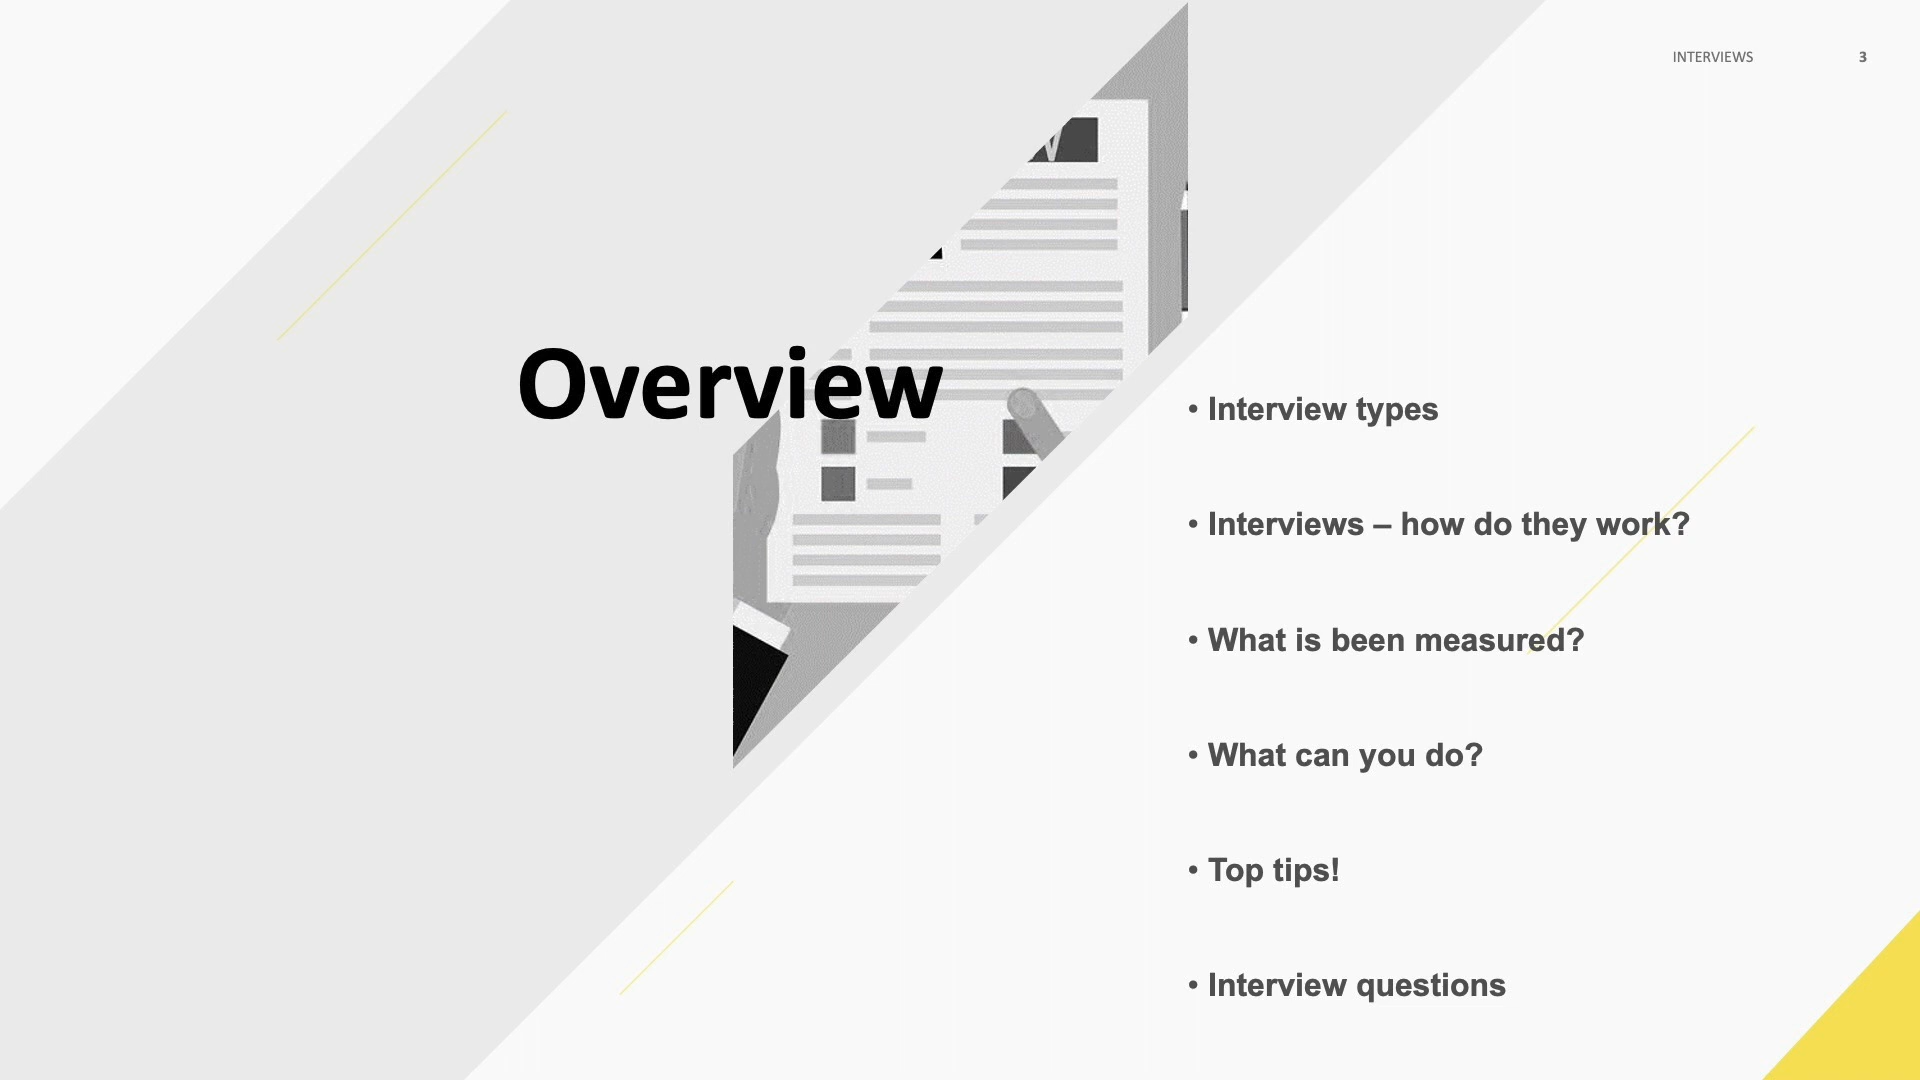 INTERVIEWS 3
Overview
• Interview types
• Interviews – how do they work?
• What is been measured?
• What can you do?
• Top tips!
• Interview questions